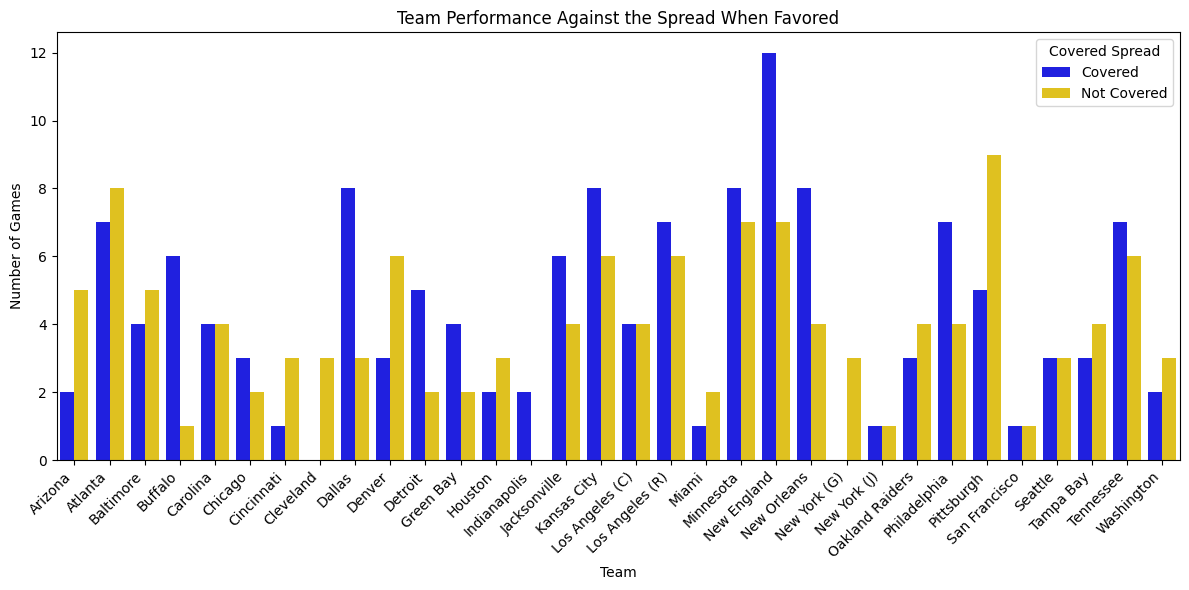 Team Performance Against the Spread When Favored
Covered Spread
Covered
Not Covered
Number of Games
12
10
8
6
4
2
0
Arizona
Atlanta
Baltimore
Buffalo
Carolina
Chicago
Cincinnati
Cleveland
Dallas
Denver
Detroit
Green Bay
Houston
Indianapolis
Jacksonville
Kansas City
Los Angeles (C)
Los Angeles (R)
Miami
Minnesota
New England
New Orleans
New York (G)
New York (J)
Oakland Raiders
Philadelphia
Pittsburgh
San Francisco
Seattle
Tampa Bay
Tennessee
Washington
Team